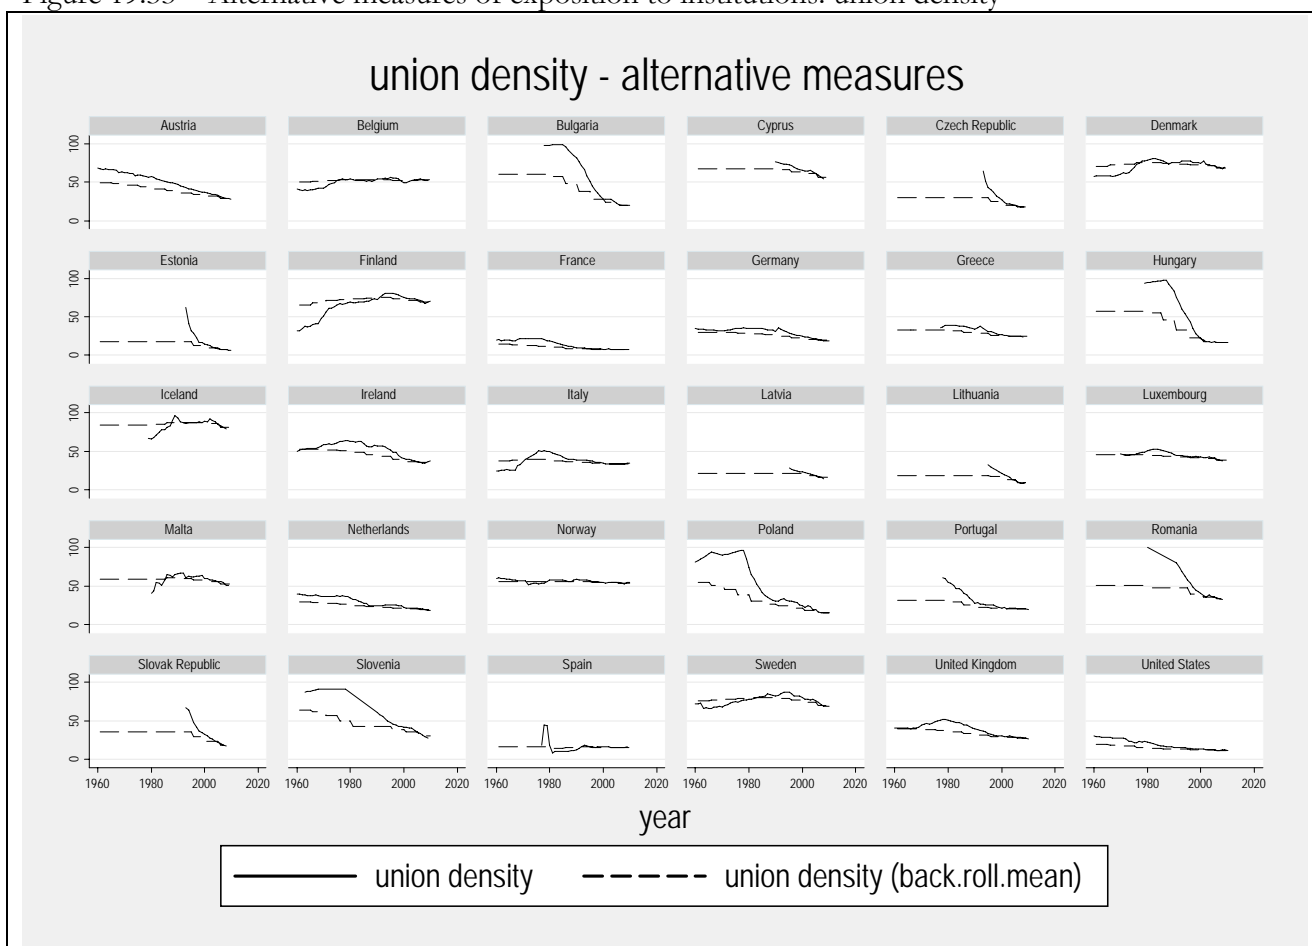 Figure 19.33 Alternative measures of exposition to institutions: union density
union density - alternative measures
Austria Belgium Bulgaria Cyprus Czech Republic Denmark
0 50 100
Estonia Finland France Germany Greece Hungary
0 50 100
Iceland Ireland Italy Latvia Lithuania Luxembourg
0 50 100
Malta Netherlands Norway Poland Portugal Romania
0 50 100
Slovak Republic Slovenia Spain Sweden United Kingdom United States
0 50 100
1960 1980 2000 2020 1960 1980 2000 2020 1960 1980 2000 2020 1960 1980 2000 2020 1960 1980 2000 2020 1960 1980 2000 2020
year
union density union density (back.roll.mean)